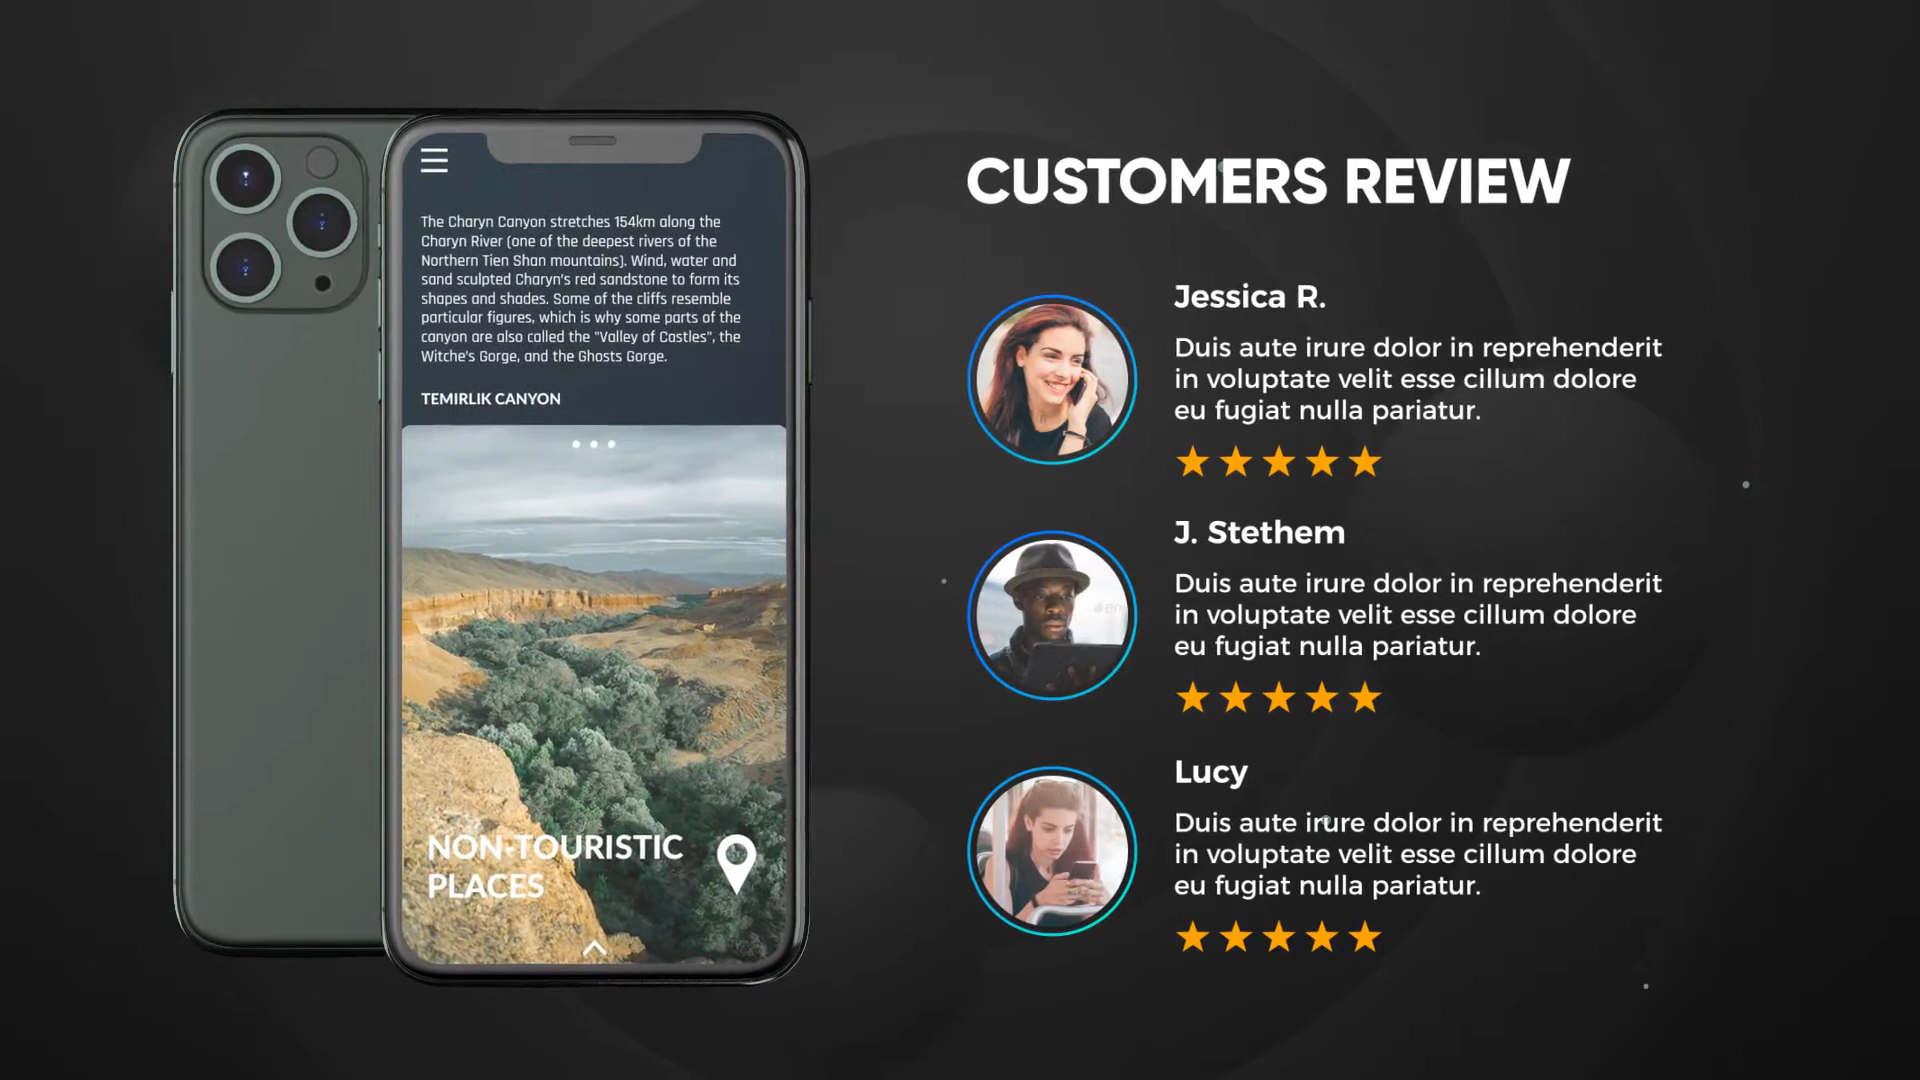 The Charyn Canyon stretches 154km along the
Charyn River (one of the deepest rivers of the
Northern Tien Shan mountains). Wind, water and
sand sculpted Charyn's red sandstone to form its
shapes and shades. Some of the cliffs resemble
particular figures, which is why some parts of the
canyon are also called the "Valley of Castles", the
Witche's Gorge, and the Ghosts Gorge.
TEMIRLIK CANYON
NON-TOURISTIC
PLACES
CUSTOMERS REVIEW
Jessica R.
Duis aute irure dolor in reprehenderit
in voluptate velit esse cillum dolore
eu fugiat nulla pariatur.
J. Stethem
Duis aute irure dolor in reprehenderit
in voluptate velit esse cillum dolore
eu fugiat nulla pariatur.
Lucy
Duis aute irure dolor in reprehenderit
in voluptate velit esse cillum dolore
eu fugiat nulla pariatur.